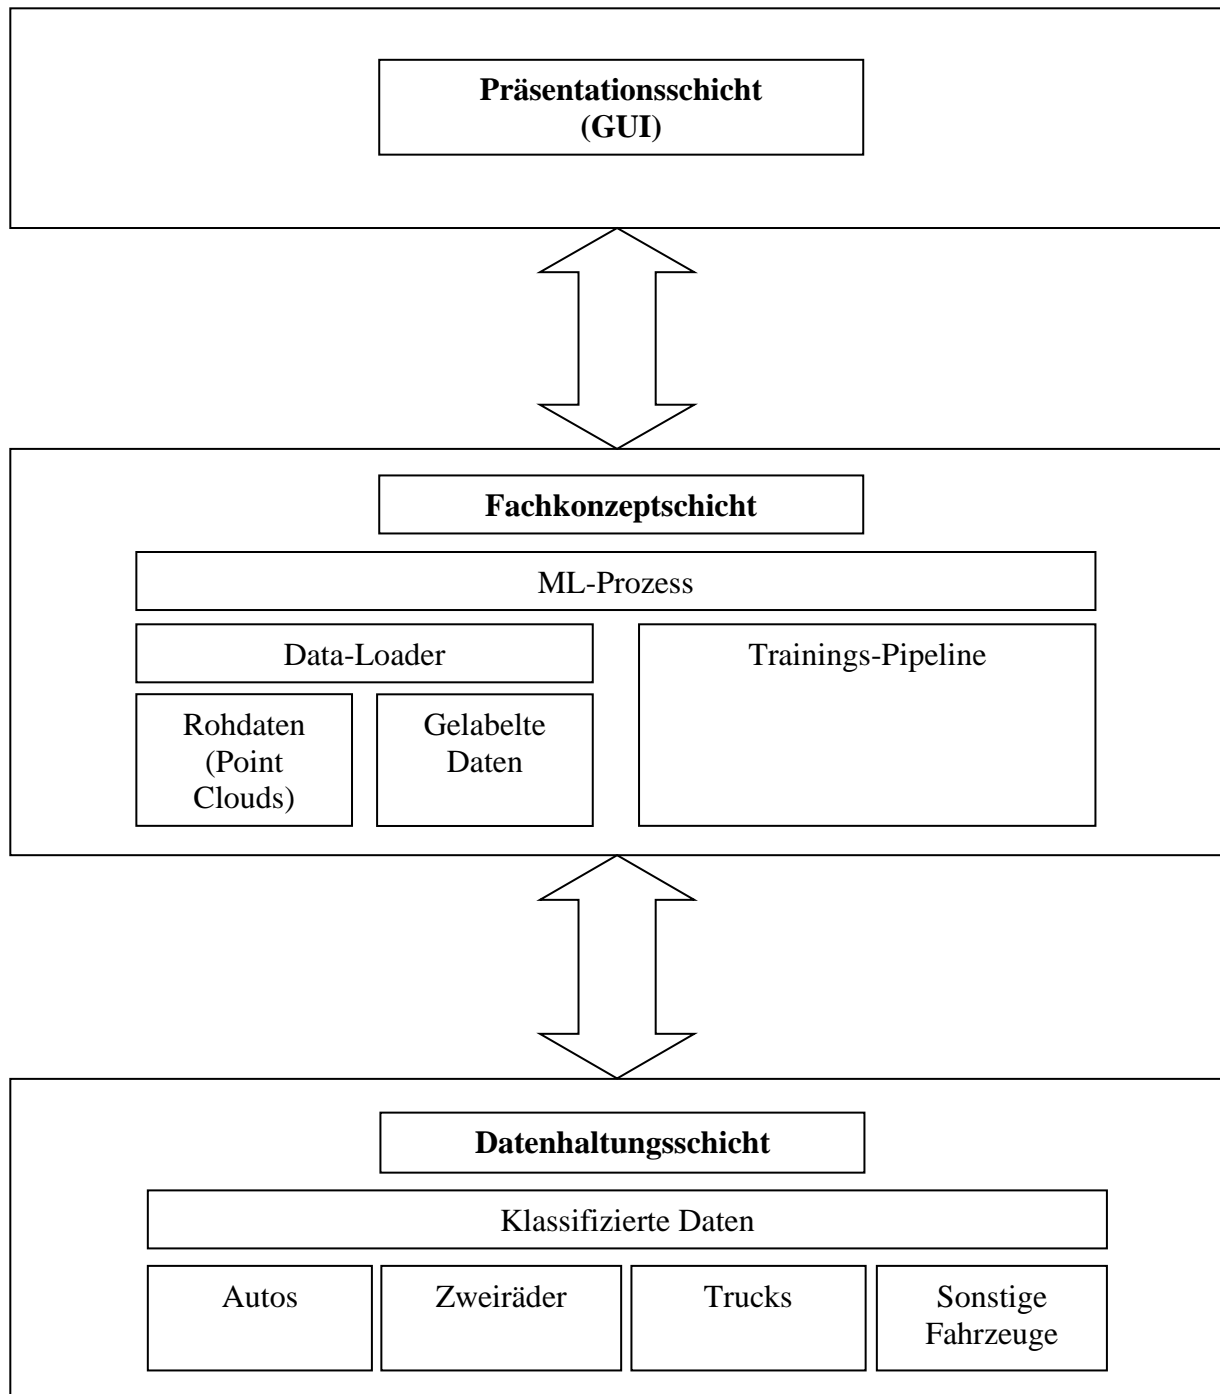 Präsentationsschicht
(GUI)
Fachkonzeptschicht
ML-Prozess
Data-Loader
Trainings-Pipeline
Rohdaten
(Point
Clouds)
Gelabelte
Daten
Datenhaltungsschicht
Klassifizierte Daten
Autos
Zweiräder
Trucks
Sonstige
Fahrzeuge